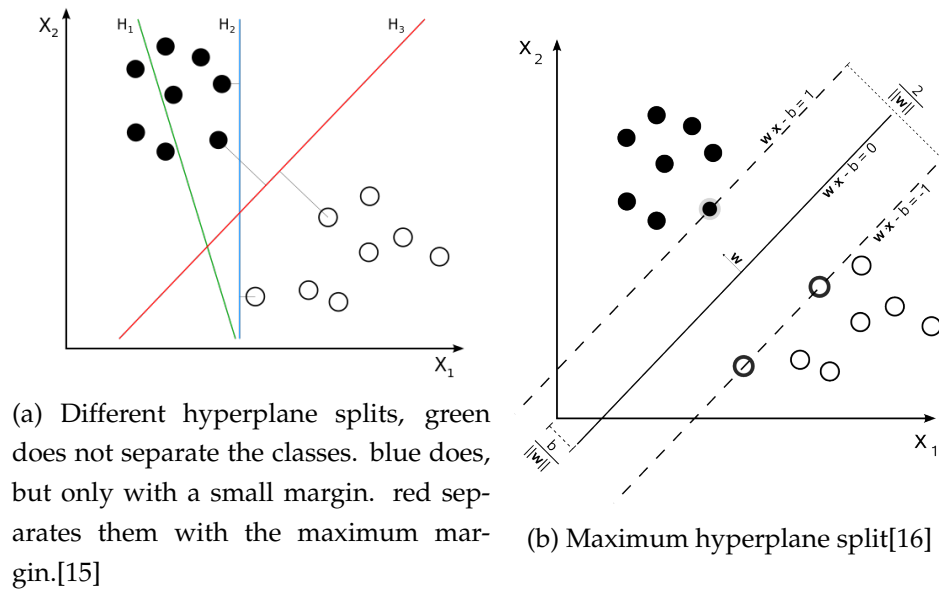 X2
H1
H2
H3
X1
(a) Different hyperplane splits, green
does not separate the classes. blue does,
but only with a small margin. red sep-
arates them with the maximum mar-
gin.[15]
X2
w x - b = 1
2
||w||
w x - b = 0
w x - b = -1
w
b
||w||
X1
(b) Maximum hyperplane split[16]